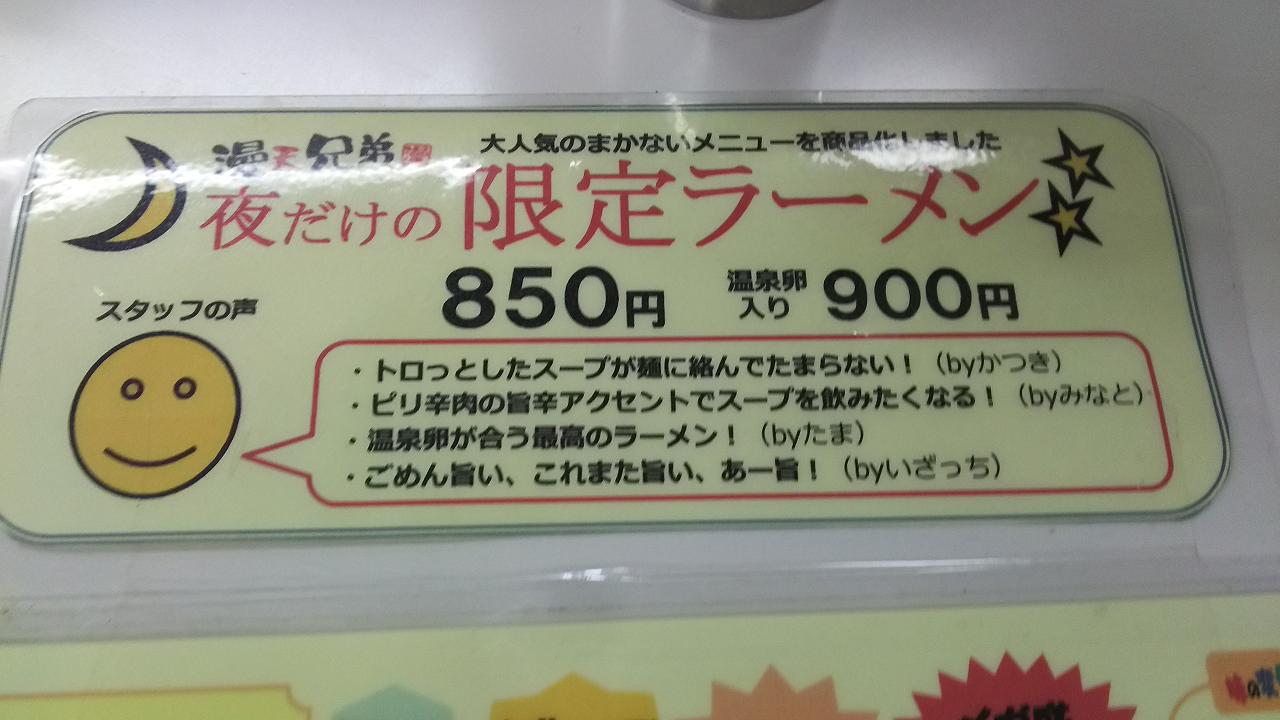 大人気のまかないメニューを商品化しました
漫天兄弟
夜だけの限定ラーメン
850円 温泉卵入り 900円
スタッフの声
・トロっとしたスープが麺に絡んでたまらない！（byかつき）
・ピリ辛肉の旨辛アクセントでスープを飲みたくなる！（byみなと）
・温泉卵が合う最高のラーメン！（byたま）
・ごめん旨い、これまた旨い、あー旨！（byいざっち）